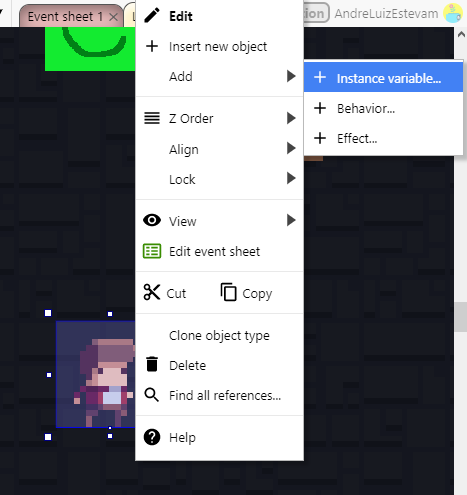 Event sheet 1
AndreLuizEstevam
Edit
Insert new object
Add
Instance variable...
Behavior...
Effect...
Z Order
Align
Lock
View
Edit event sheet
Cut Copy
Clone object type
Delete
Find all references...
Help